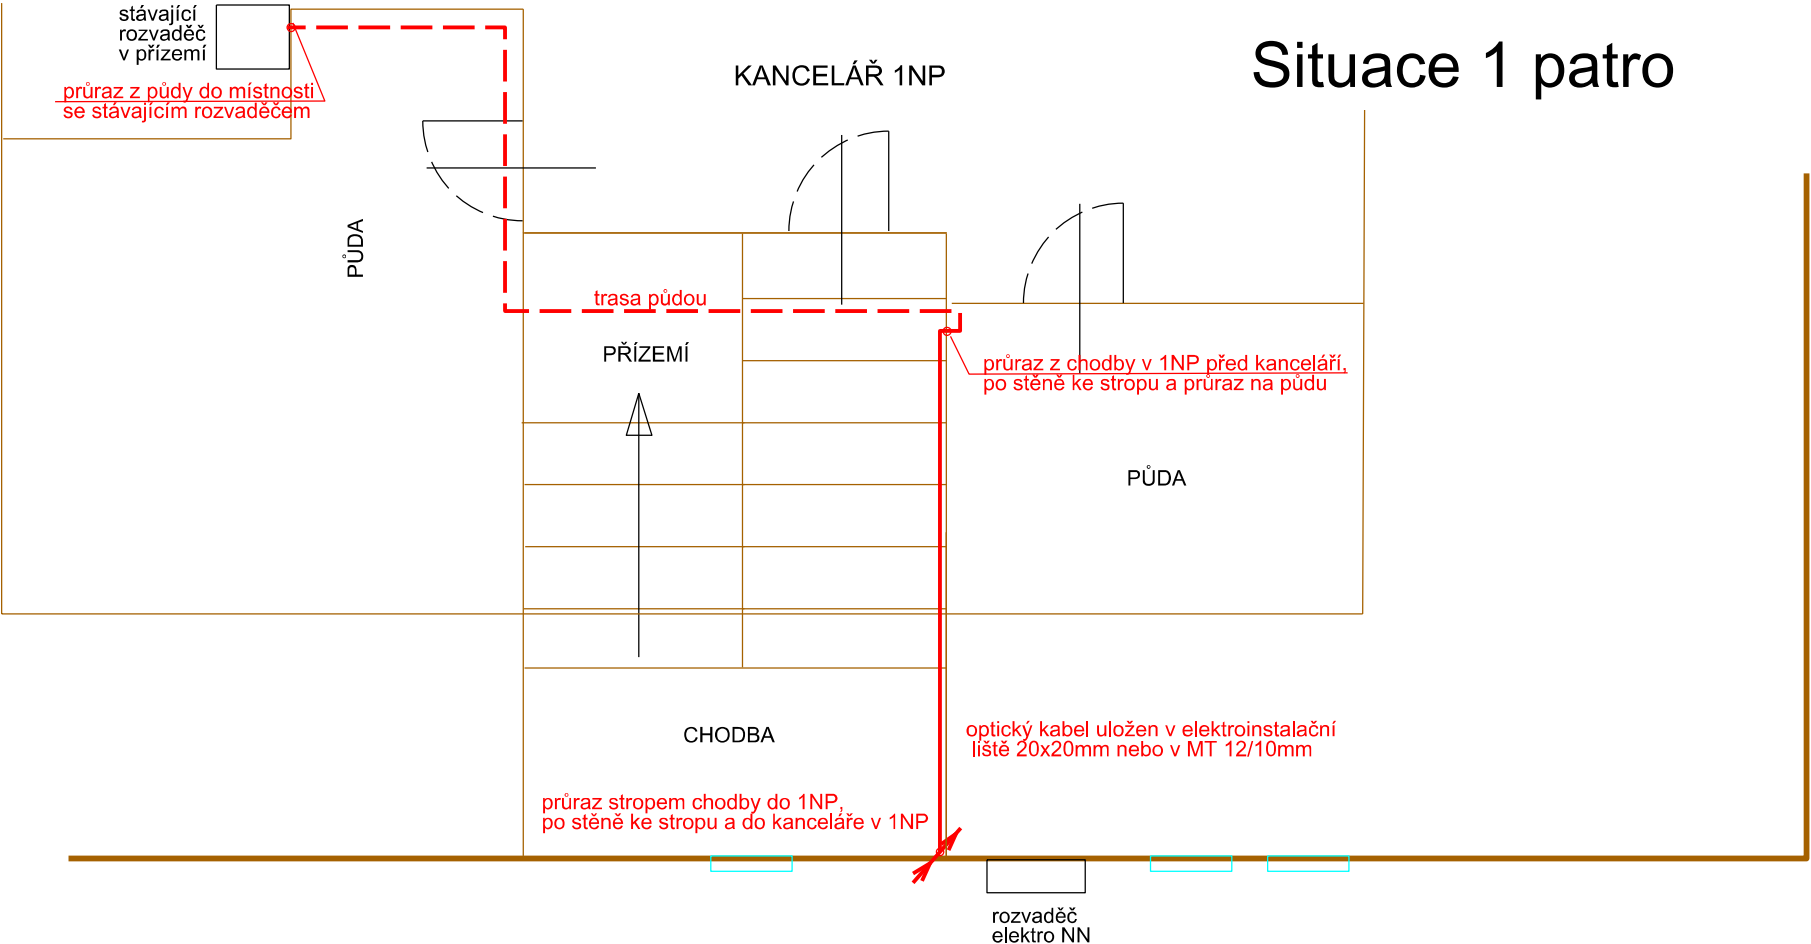 stávající
rozvaděč
v přízemí
Situace 1 patro
KANCELÁŘ 1NP
průraz z půdy do místnosti
se stávajícím rozvaděčem
PŮDA
trasa půdou
PŘÍZEMÍ
průraz z chodby v 1NP před kanceláří,
po stěně ke stropu a průraz na půdu
PŮDA
CHODBA
optický kabel uložen v elektroinstalační
liště 20x20mm nebo v MT 12/10mm
průraz stropem chodby do 1NP,
po stěně ke stropu a do kanceláře v 1NP
rozvaděč
elektro NN